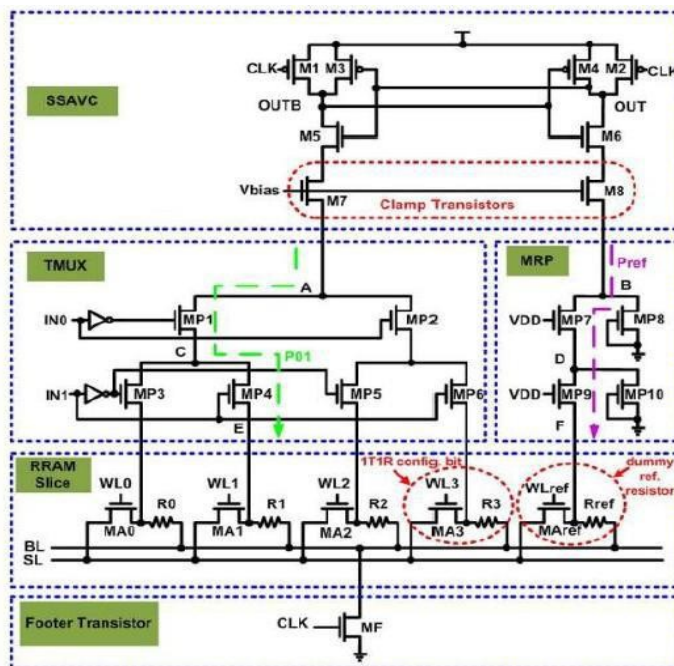 CLK M1 M3 M4 M2 CLK
SSAVC
OUTB OUT
M5 M6
Vbias M7 M8
Clamp Transistors
TMUX MRP Pref
A B
IN0 MP1 MP2 VDD MP7 MP8
C P01 D
IN1 MP3 MP4 MP5 MP6 VDD MP9 MP10
E F
RRAM Slice
1T1R config. bit
dummy ref. resistor
WL0 R0 WL1 R1 WL2 R2 WL3 R3 WLref Rref
MA0 MA1 MA2 MA3 MAref
BL
SL
Footer Transistor CLK MF